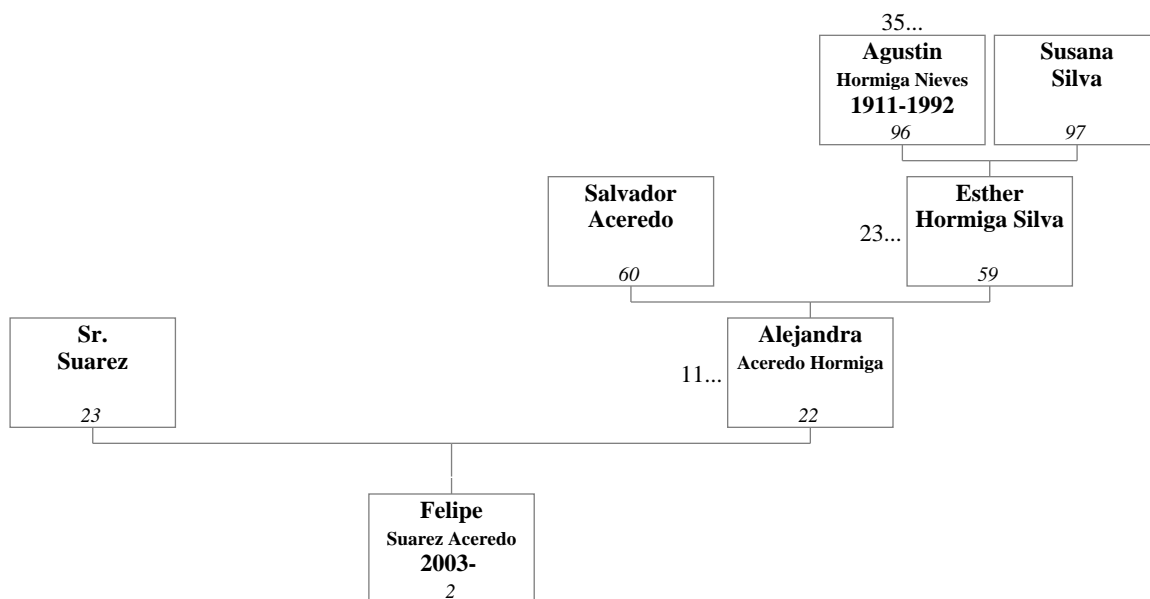 35...
Agustin
Hormiga Nieves
1911-1992
96
Susana
Silva
97
Salvador
Aceredo
60
23...
Esther
Hormiga Silva
59
Sr.
Suarez
23
11...
Alejandra
Aceredo Hormiga
22
Felipe
Suarez Aceredo
2003-
2